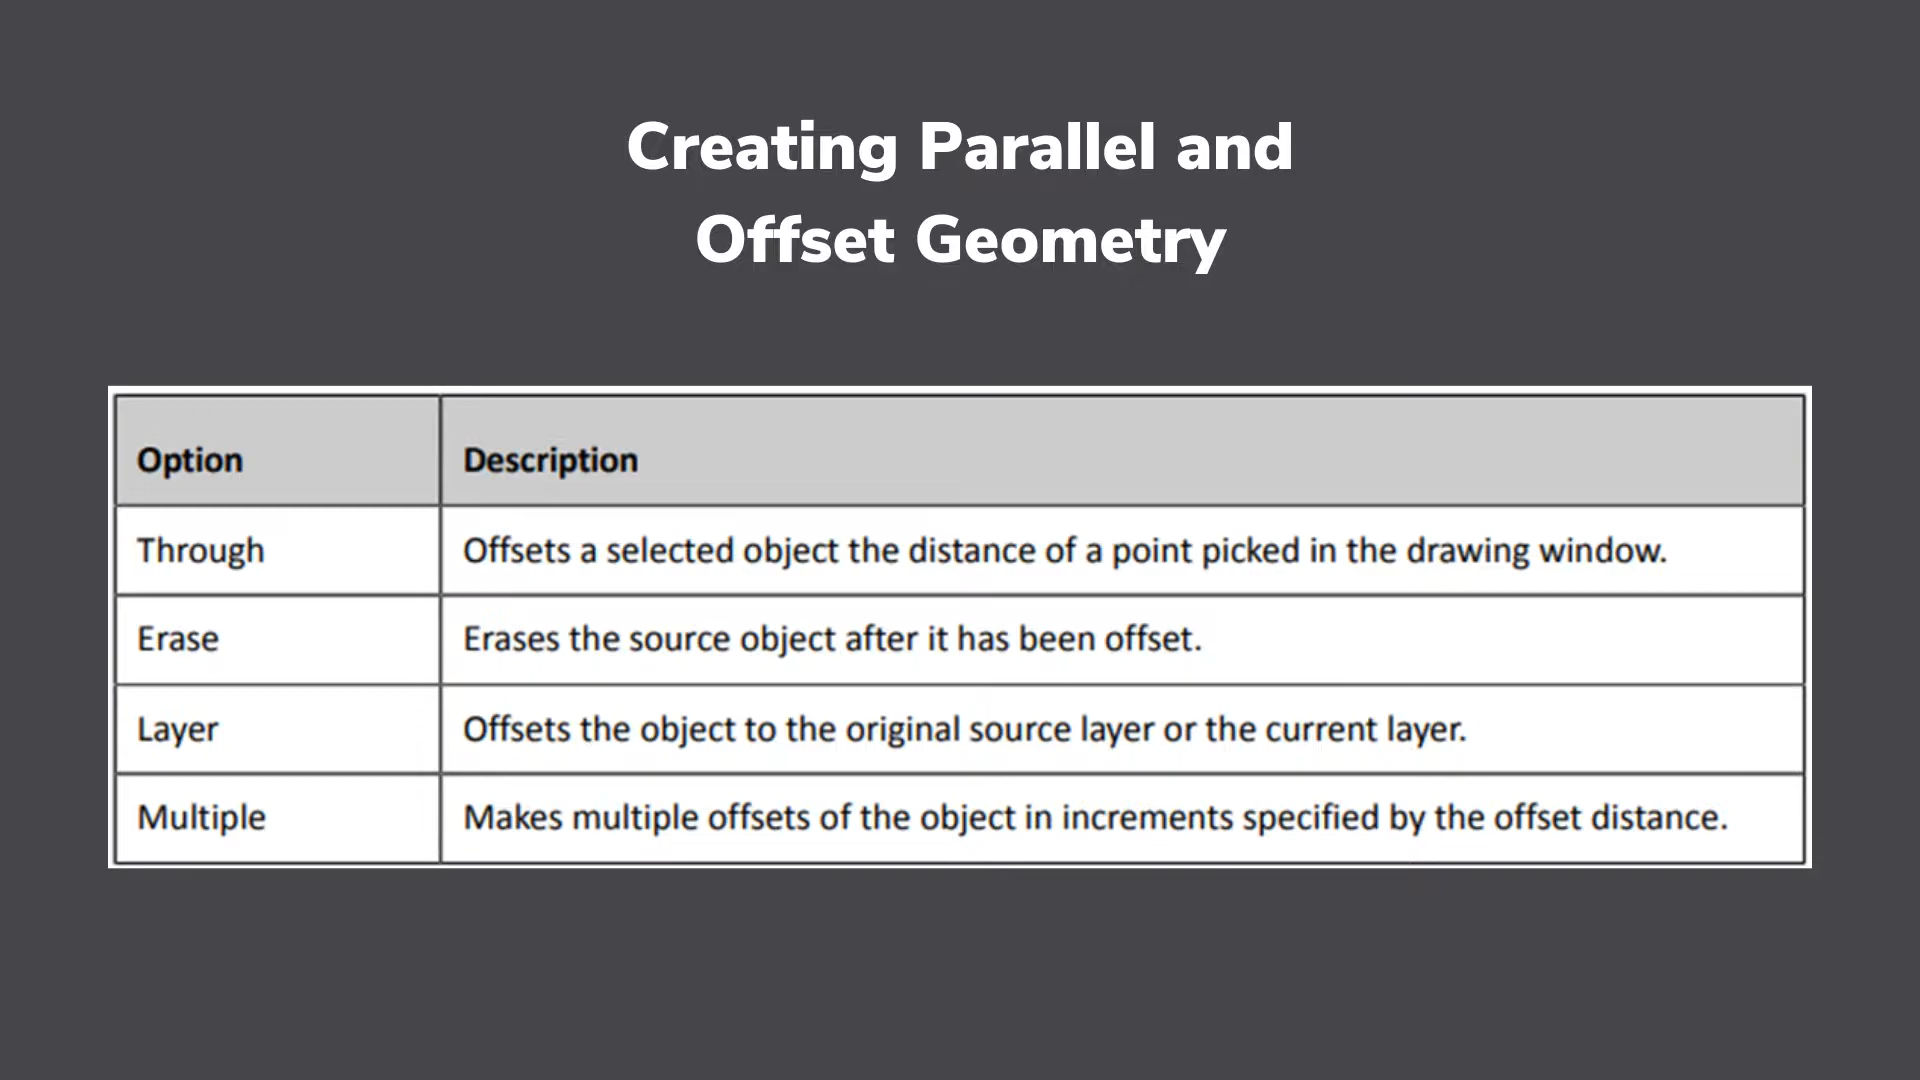 Creating Parallel and
Offset Geometry
Option Description
Through Offsets a selected object the distance of a point picked in the drawing window.
Erase Erases the source object after it has been offset.
Layer Offsets the object to the original source layer or the current layer.
Multiple Makes multiple offsets of the object in increments specified by the offset distance.